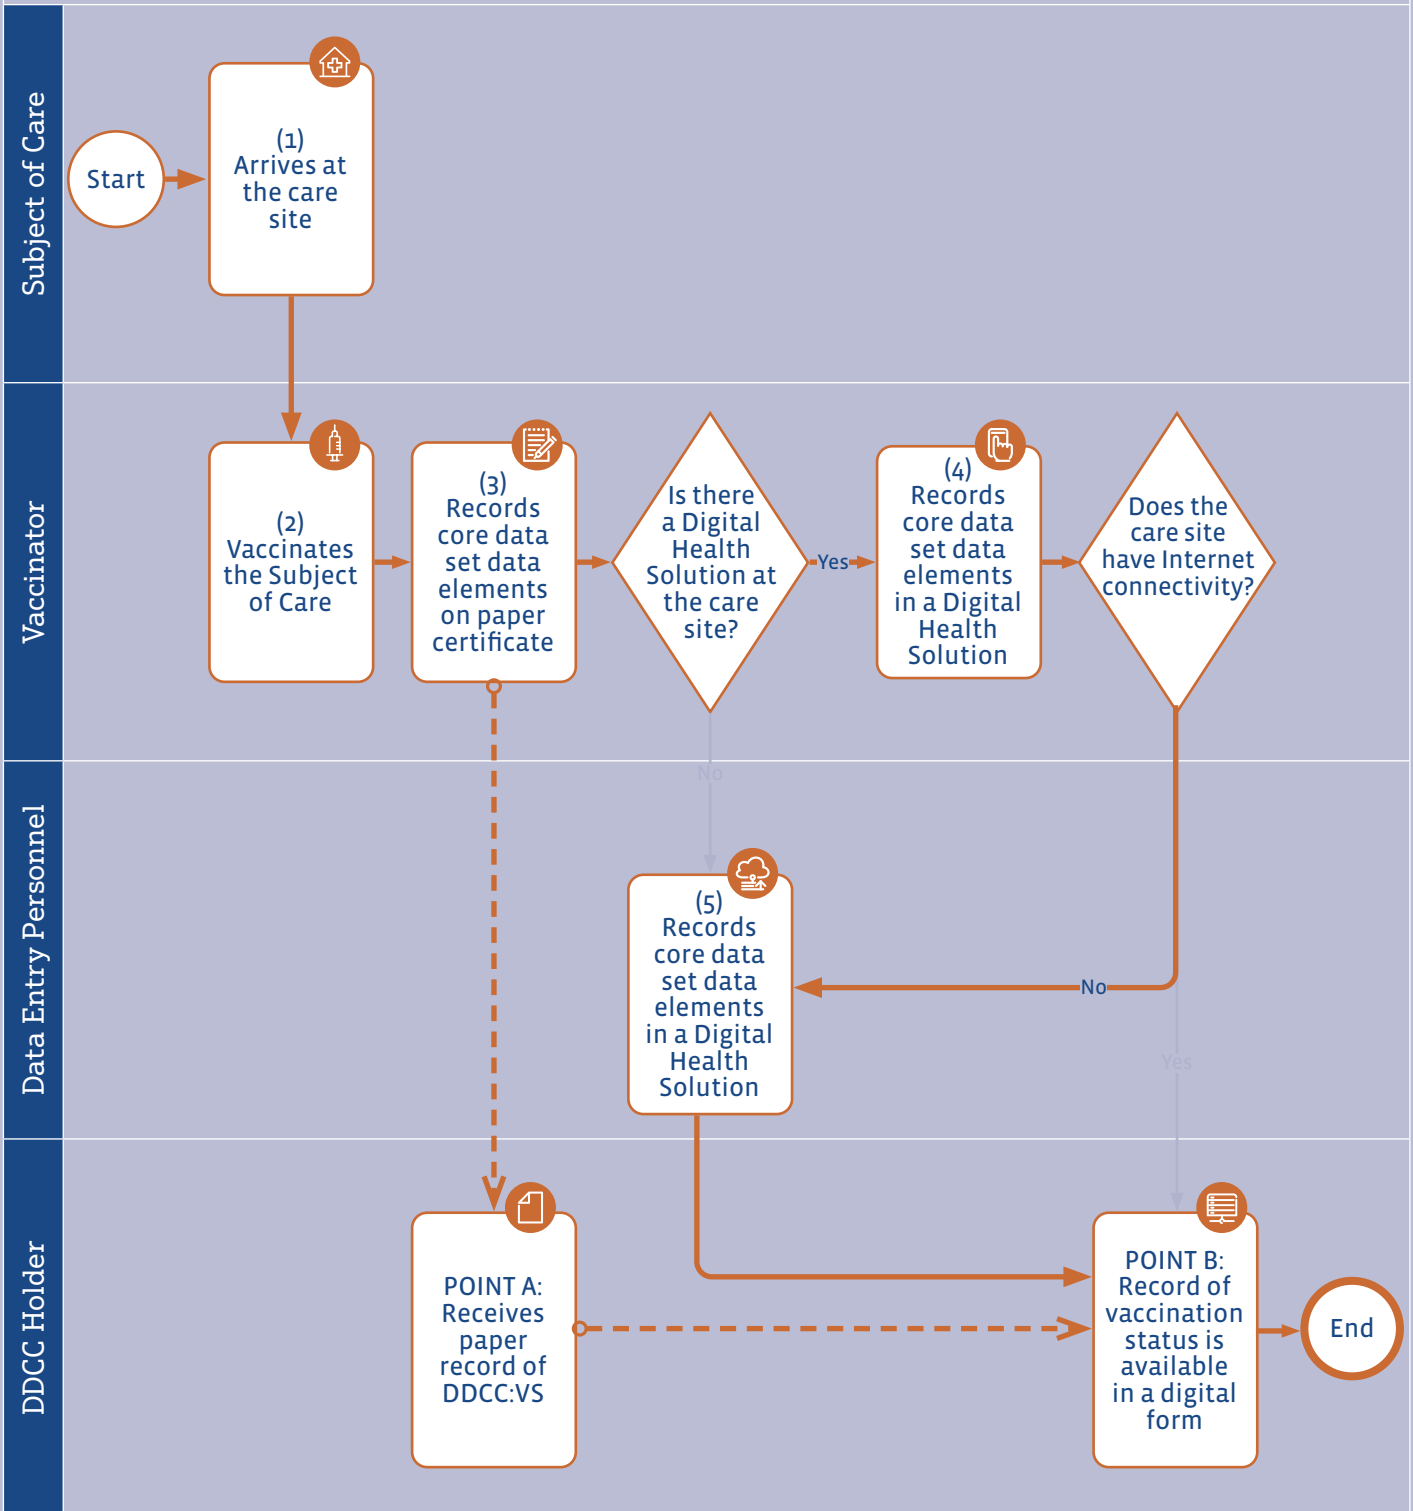 Subject of Care
Start
(1)
Arrives at
the care
site
Vaccinator
(2)
Vaccinates
the Subject
of Care
(3)
Records
core data
set data
elements
on paper
certificate
Is there
a Digital
Health
Solution at
the care
site?
Yes
(4)
Records
core data
set data
elements
in a Digital
Health
Solution
Does the
care site
have Internet
connectivity?
No
Data Entry Personnel
(5)
Records
core data
set data
elements
in a Digital
Health
Solution
No
Yes
DDCC Holder
POINT A:
Receives
paper
record of
DDCC:VS
POINT B:
Record of
vaccination
status is
available
in a digital
form
End